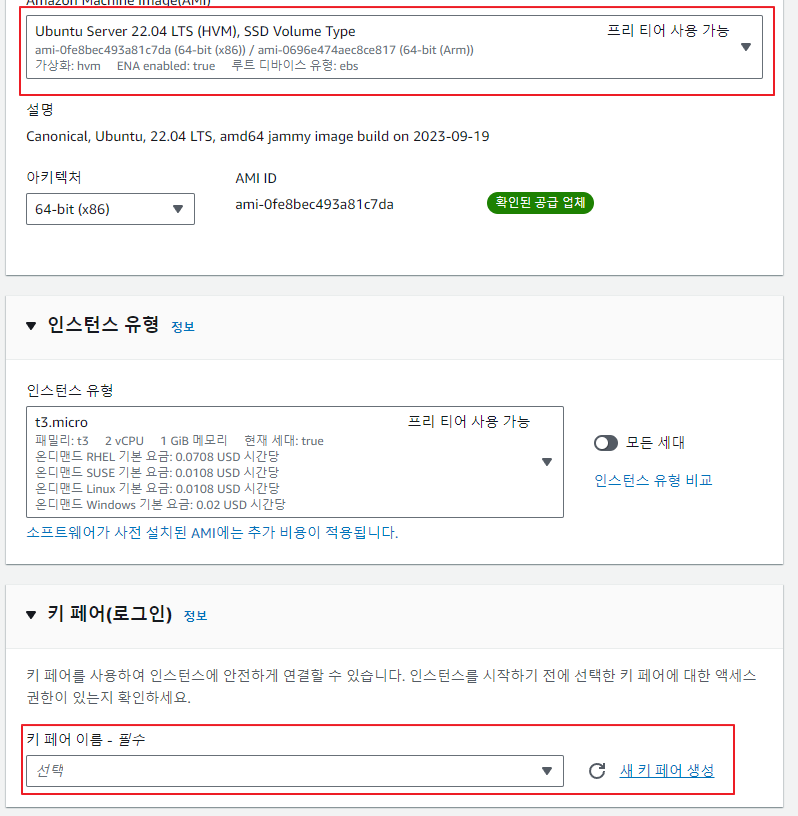 Amazon Machine Image(AMI)
Ubuntu Server 22.04 LTS (HVM), SSD Volume Type
프리 티어 사용 가능
ami-0fe8bec493a81c7da (64-bit (x86)) / ami-0696e474aec8ce817 (64-bit (Arm))
가상화: hvm ENA enabled: true 루트 디바이스 유형: ebs
설명
Canonical, Ubuntu, 22.04 LTS, amd64 jammy image build on 2023-09-19
아키텍처
AMI ID
64-bit (x86)
ami-0fe8bec493a81c7da
확인된 공급 업체
인스턴스 유형 정보
인스턴스 유형
t3.micro
프리 티어 사용 가능
패밀리: t3 2 vCPU 1 GiB 메모리 현재 세대: true
온디맨드 RHEL 기본 요금: 0.0708 USD 시간당
온디맨드 SUSE 기본 요금: 0.0108 USD 시간당
온디맨드 Linux 기본 요금: 0.0108 USD 시간당
온디맨드 Windows 기본 요금: 0.02 USD 시간당
모든 세대
인스턴스 유형 비교
소프트웨어가 사전 설치된 AMI에는 추가 비용이 적용됩니다.
키 페어(로그인) 정보
키 페어를 사용하여 인스턴스에 안전하게 연결할 수 있습니다. 인스턴스를 시작하기 전에 선택한 키 페어에 대한 액세스
권한이 있는지 확인하세요.
키 페어 이름 - 필수
선택
새 키 페어 생성